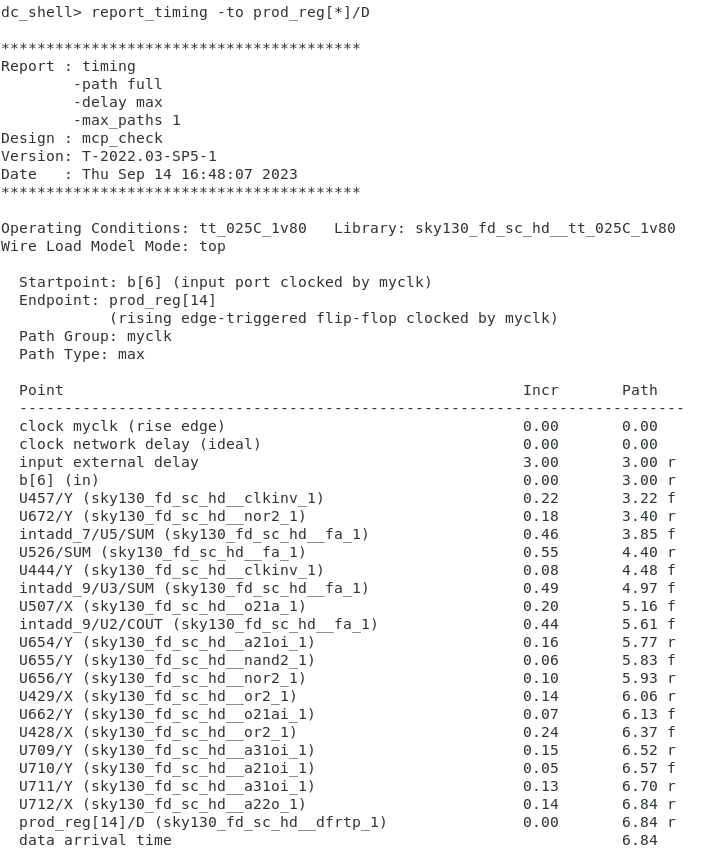 dc_shell> report_timing -to prod_reg[*]/D
****************************************
Report : timing
        -path full
        -delay max
        -max_paths 1
Design : mcp_check
Version: T-2022.03-SP5-1
Date   : Thu Sep 14 16:48:07 2023
****************************************
Operating Conditions: tt_025C_1v80   Library: sky130_fd_sc_hd__tt_025C_1v80
Wire Load Model Mode: top
  Startpoint: b[6] (input port clocked by myclk)
  Endpoint: prod_reg[14]
            (rising edge-triggered flip-flop clocked by myclk)
  Path Group: myclk
  Path Type: max
  Point                                                   Incr       Path
  --------------------------------------------------------------------------
  clock myclk (rise edge)                                 0.00       0.00
  clock network delay (ideal)                             0.00       0.00
  input external delay                                    3.00       3.00 r
  b[6] (in)                                               0.00       3.00 r
  U457/Y (sky130_fd_sc_hd__clkinv_1)                      0.22       3.22 f
  U672/Y (sky130_fd_sc_hd__nor2_1)                        0.18       3.40 r
  intadd_7/U5/SUM (sky130_fd_sc_hd__fa_1)                 0.46       3.85 f
  U526/SUM (sky130_fd_sc_hd__fa_1)                        0.55       4.40 r
  U444/Y (sky130_fd_sc_hd__clkinv_1)                      0.08       4.48 f
  intadd_9/U3/SUM (sky130_fd_sc_hd__fa_1)                 0.49       4.97 f
  U507/X (sky130_fd_sc_hd__o21a_1)                        0.20       5.16 f
  intadd_9/U2/COUT (sky130_fd_sc_hd__fa_1)                0.44       5.61 f
  U654/Y (sky130_fd_sc_hd__a21oi_1)                       0.16       5.77 r
  U655/Y (sky130_fd_sc_hd__nand2_1)                       0.06       5.83 f
  U656/Y (sky130_fd_sc_hd__nor2_1)                        0.10       5.93 r
  U429/X (sky130_fd_sc_hd__or2_1)                         0.14       6.06 r
  U662/Y (sky130_fd_sc_hd__o21ai_1)                       0.07       6.13 f
  U428/X (sky130_fd_sc_hd__or2_1)                         0.24       6.37 f
  U709/Y (sky130_fd_sc_hd__a31oi_1)                       0.15       6.52 r
  U710/Y (sky130_fd_sc_hd__a21oi_1)                       0.05       6.57 f
  U711/Y (sky130_fd_sc_hd__a31oi_1)                       0.13       6.70 r
  U712/X (sky130_fd_sc_hd__a22o_1)                        0.14       6.84 r
  prod_reg[14]/D (sky130_fd_sc_hd__dfrtp_1)               0.00       6.84 r
  data arrival time                                                  6.84